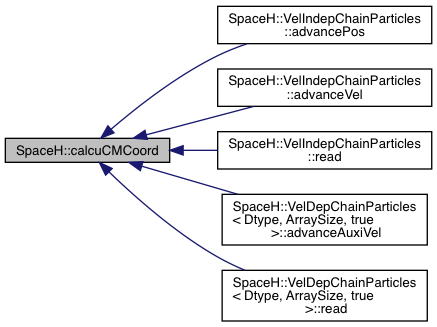 SpaceH::calcuCMCoord
SpaceH::VelIndepChainParticles
::advancePos
SpaceH::VelIndepChainParticles
::advanceVel
SpaceH::VelIndepChainParticles
::read
SpaceH::VelDepChainParticles
< Dtype, ArraySize, true
>::advanceAuxiVel
SpaceH::VelDepChainParticles
< Dtype, ArraySize, true
>::read